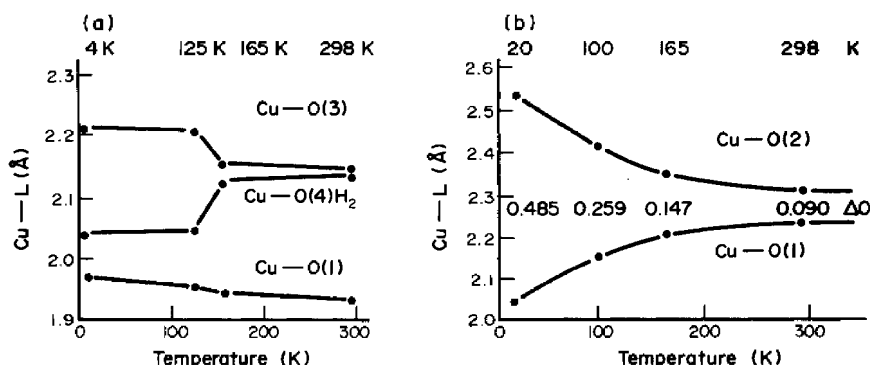 (a)
4 K 125 K 165 K 298 K
2.3
2.2
2.1
2.0
1.9
Cu — L (Å)
Cu — O(3)
Cu — O(4)H₂
Cu — O(1)
0 100 200 300
Temperature (K)
(b)
20 100 165 298 K
2.6
2.5
2.4
2.3
2.2
2.1
2.0
Cu — L (Å)
Cu — O(2)
0.485 0.259 0.147 0.090 ΔO
Cu — O(1)
0 100 200 300
Temperature (K)